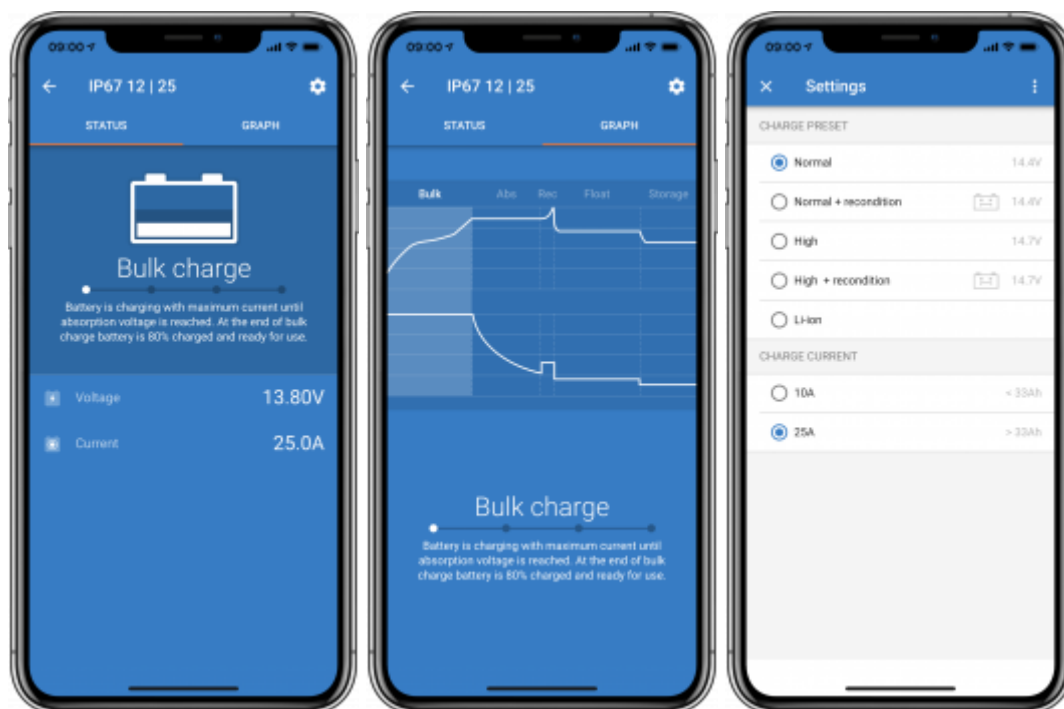 09:00
IP67 12 | 25
STATUS GRAPH
Bulk charge
Battery is charging with maximum current until
absorption voltage is reached. At the end of bulk
charge battery is 80% charged and ready for use.
Voltage 13.80V
Current 25.0A
09:00
IP67 12 | 25
STATUS GRAPH
Bulk Abs Rec Float Storage
Bulk charge
Battery is charging with maximum current until
absorption voltage is reached. At the end of bulk
charge battery is 80% charged and ready for use.
09:00
Settings
CHARGE PRESET
Normal 14.4V
Normal + recondition 14.4V
High 14.7V
High + recondition 14.7V
Li-ion
CHARGE CURRENT
10A < 33Ah
25A > 33Ah